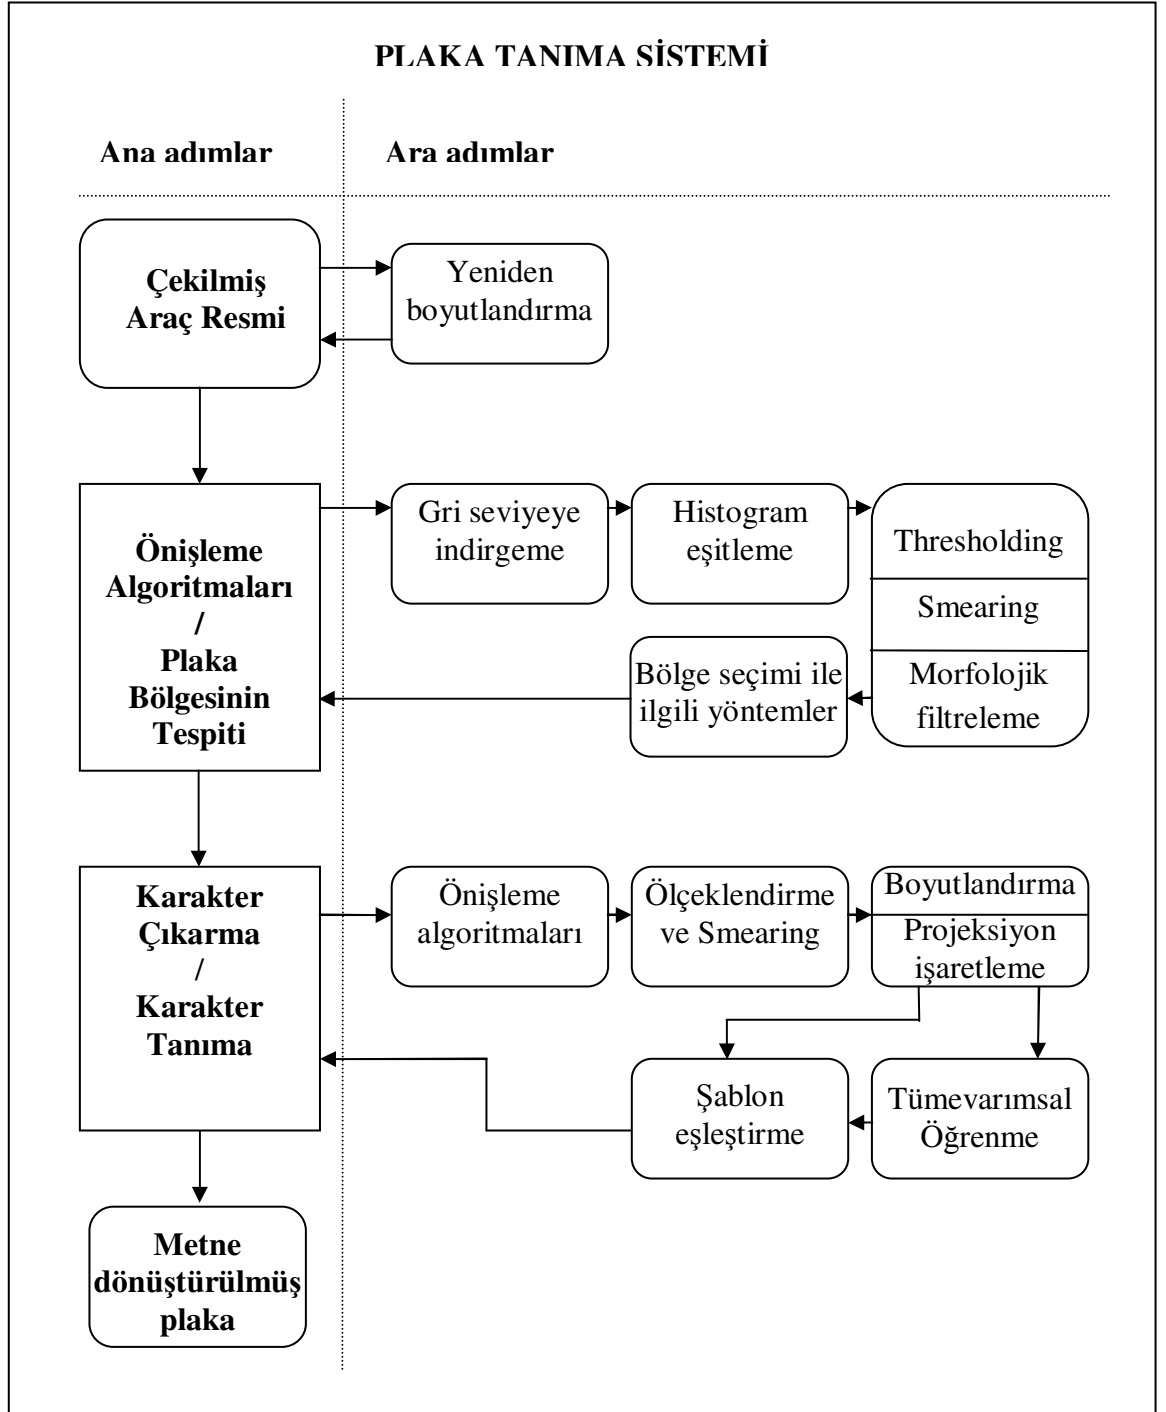 PLAKA TANIMA SİSTEMİ
Ana adımlar
Ara adımlar
Çekilmiş
Araç Resmi
Yeniden
boyutlandırma
Önişleme
Algoritmaları
/
Plaka
Bölgesinin
Tespiti
Gri seviyeye
indirgeme
Histogram
eşitleme
Thresholding
Smearing
Morfolojik
filtreleme
Bölge seçimi ile
ilgili yöntemler
Karakter
Çıkarma
/
Karakter
Tanıma
Önişleme
algoritmaları
Ölçeklendirme
ve Smearing
Boyutlandırma
Projeksiyon
işaretleme
Şablon
eşleştirme
Tümevarımsal
Öğrenme
Metne
dönüştürülmüş
plaka